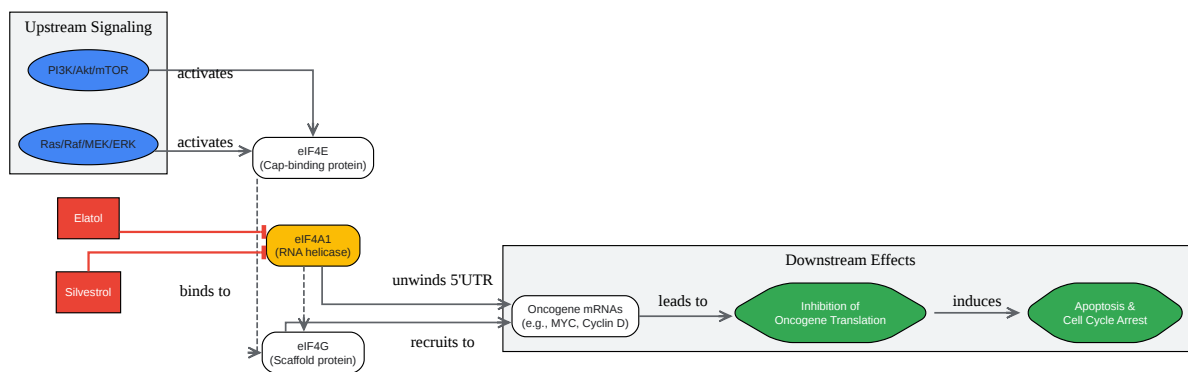 Upstream Signaling
PI3K/Akt/mTOR
activates
Ras/Raf/MEK/ERK
activates
eIF4E
(Cap-binding protein)
Elatol
eIF4A1
(RNA helicase)
Silvestrol
binds to
unwinds 5'UTR
recruits to
eIF4G
(Scaffold protein)
Downstream Effects
Oncogene mRNAs
(e.g., MYC, Cyclin D)
leads to
Inhibition of
Oncogene Translation
induces
Apoptosis &
Cell Cycle Arrest